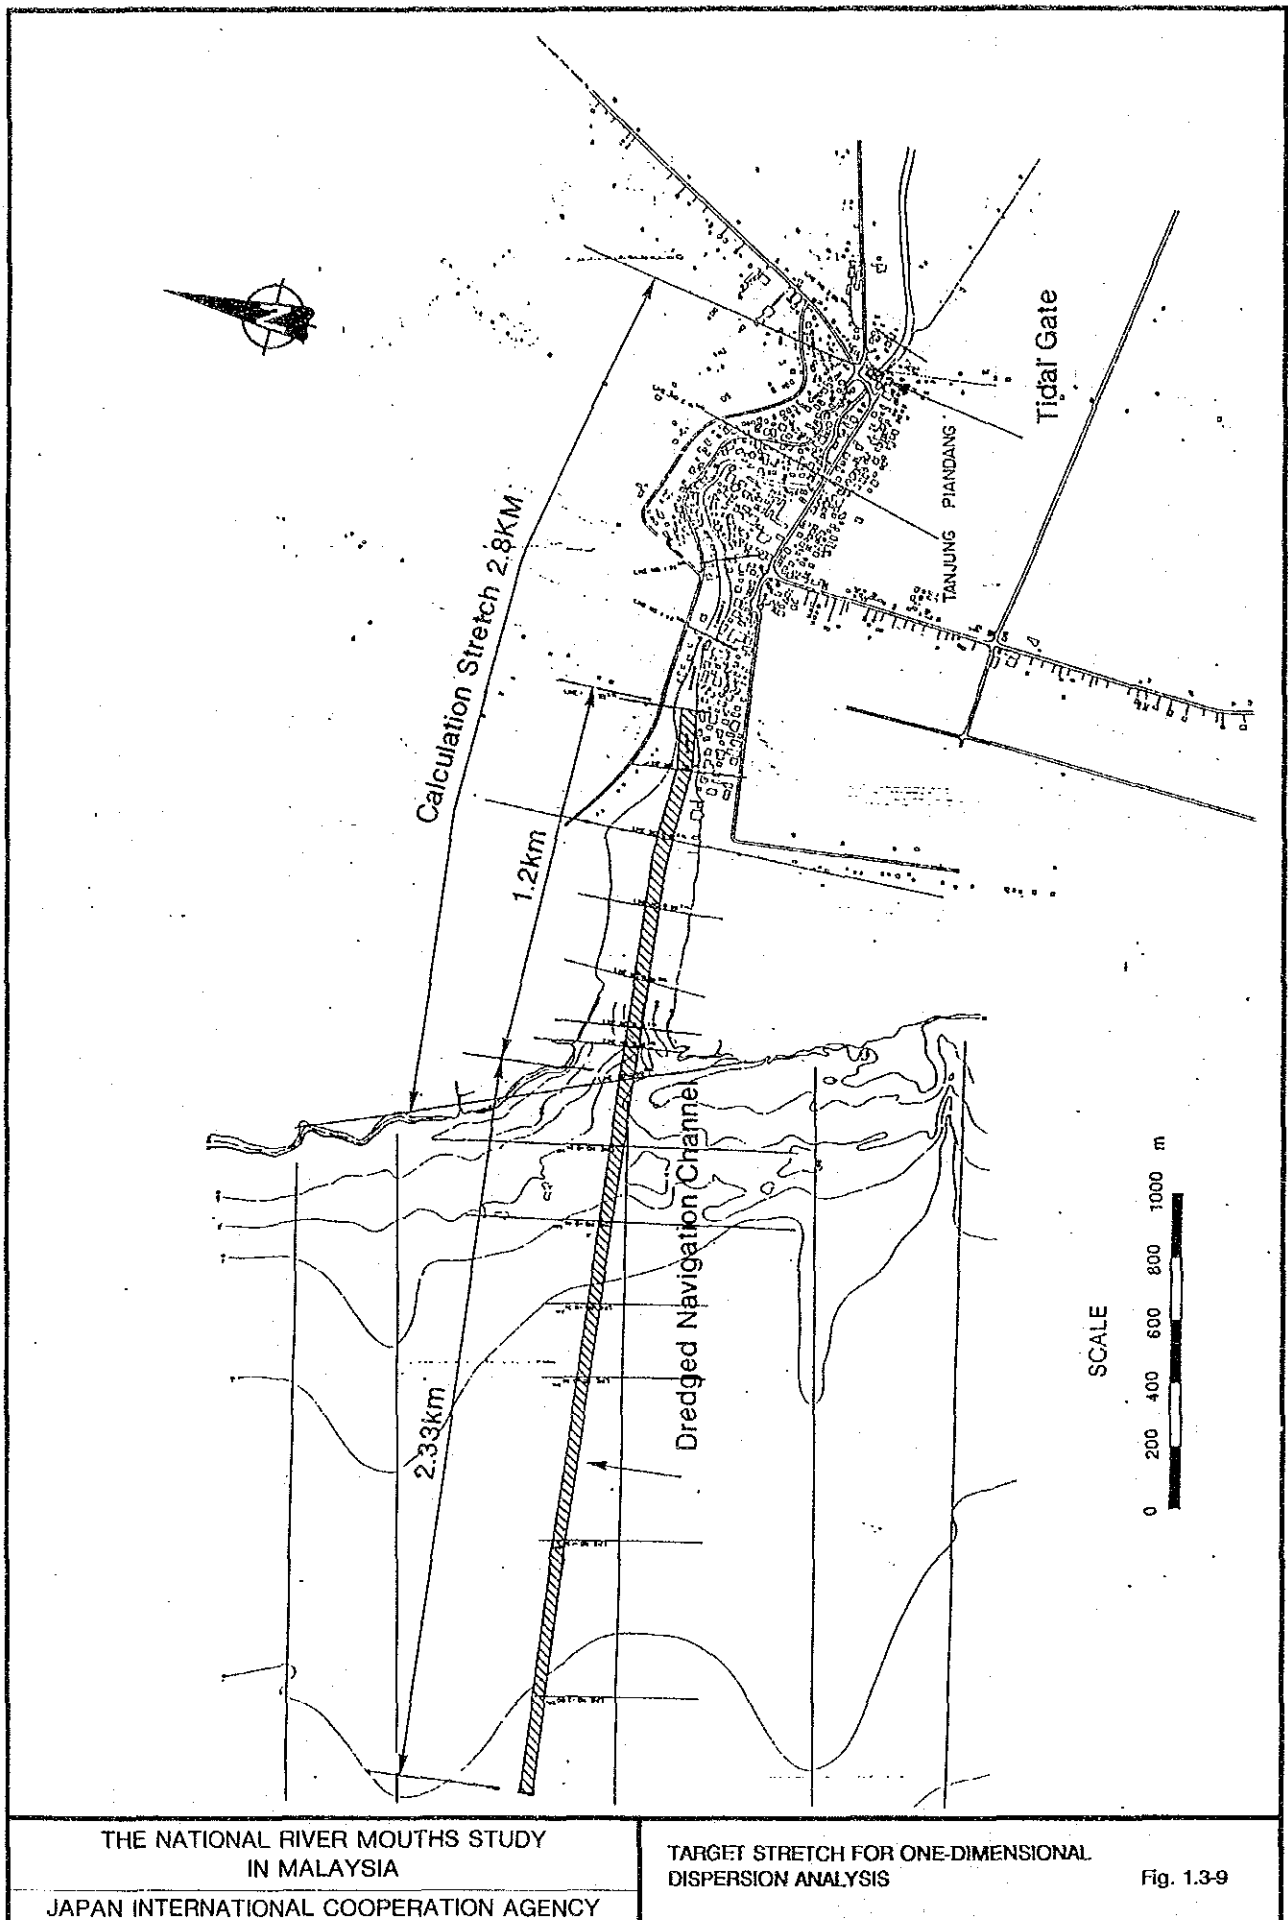 Tidal Gate
TANJUNG PIANDANG
Calculation Stretch 2.8KM
1.2km
Dredged Navigation Channel
2.33km
SCALE
0 200 400 600 800 1000 m
THE NATIONAL RIVER MOUTHS STUDY
IN MALAYSIA
JAPAN INTERNATIONAL COOPERATION AGENCY
TARGET STRETCH FOR ONE-DIMENSIONAL
DISPERSION ANALYSIS
Fig. 1.3-9